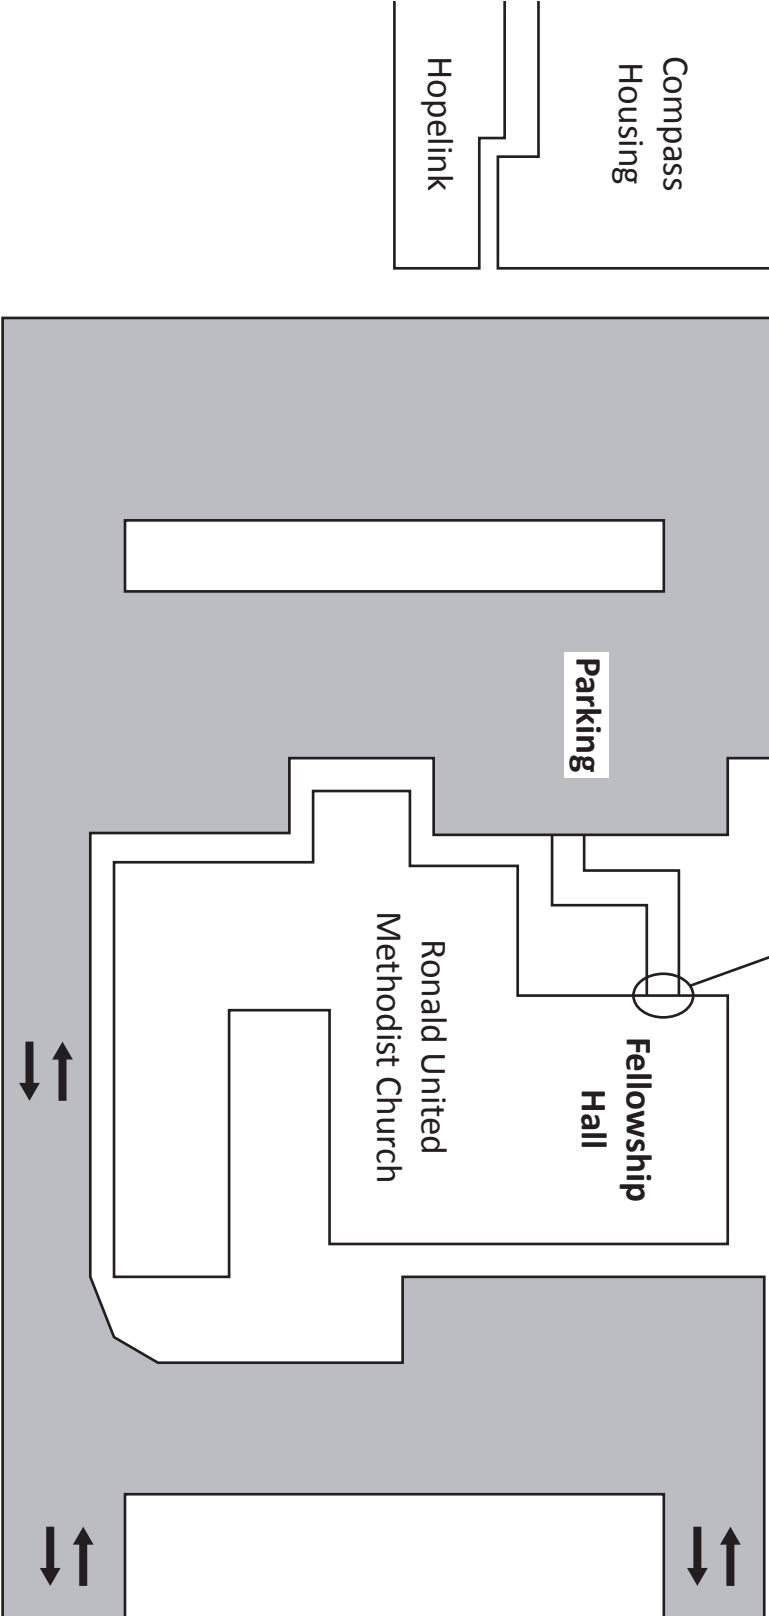 Compass
Housing
Hopelink
Parking
Ronald United
Methodist Church
Fellowship
Hall